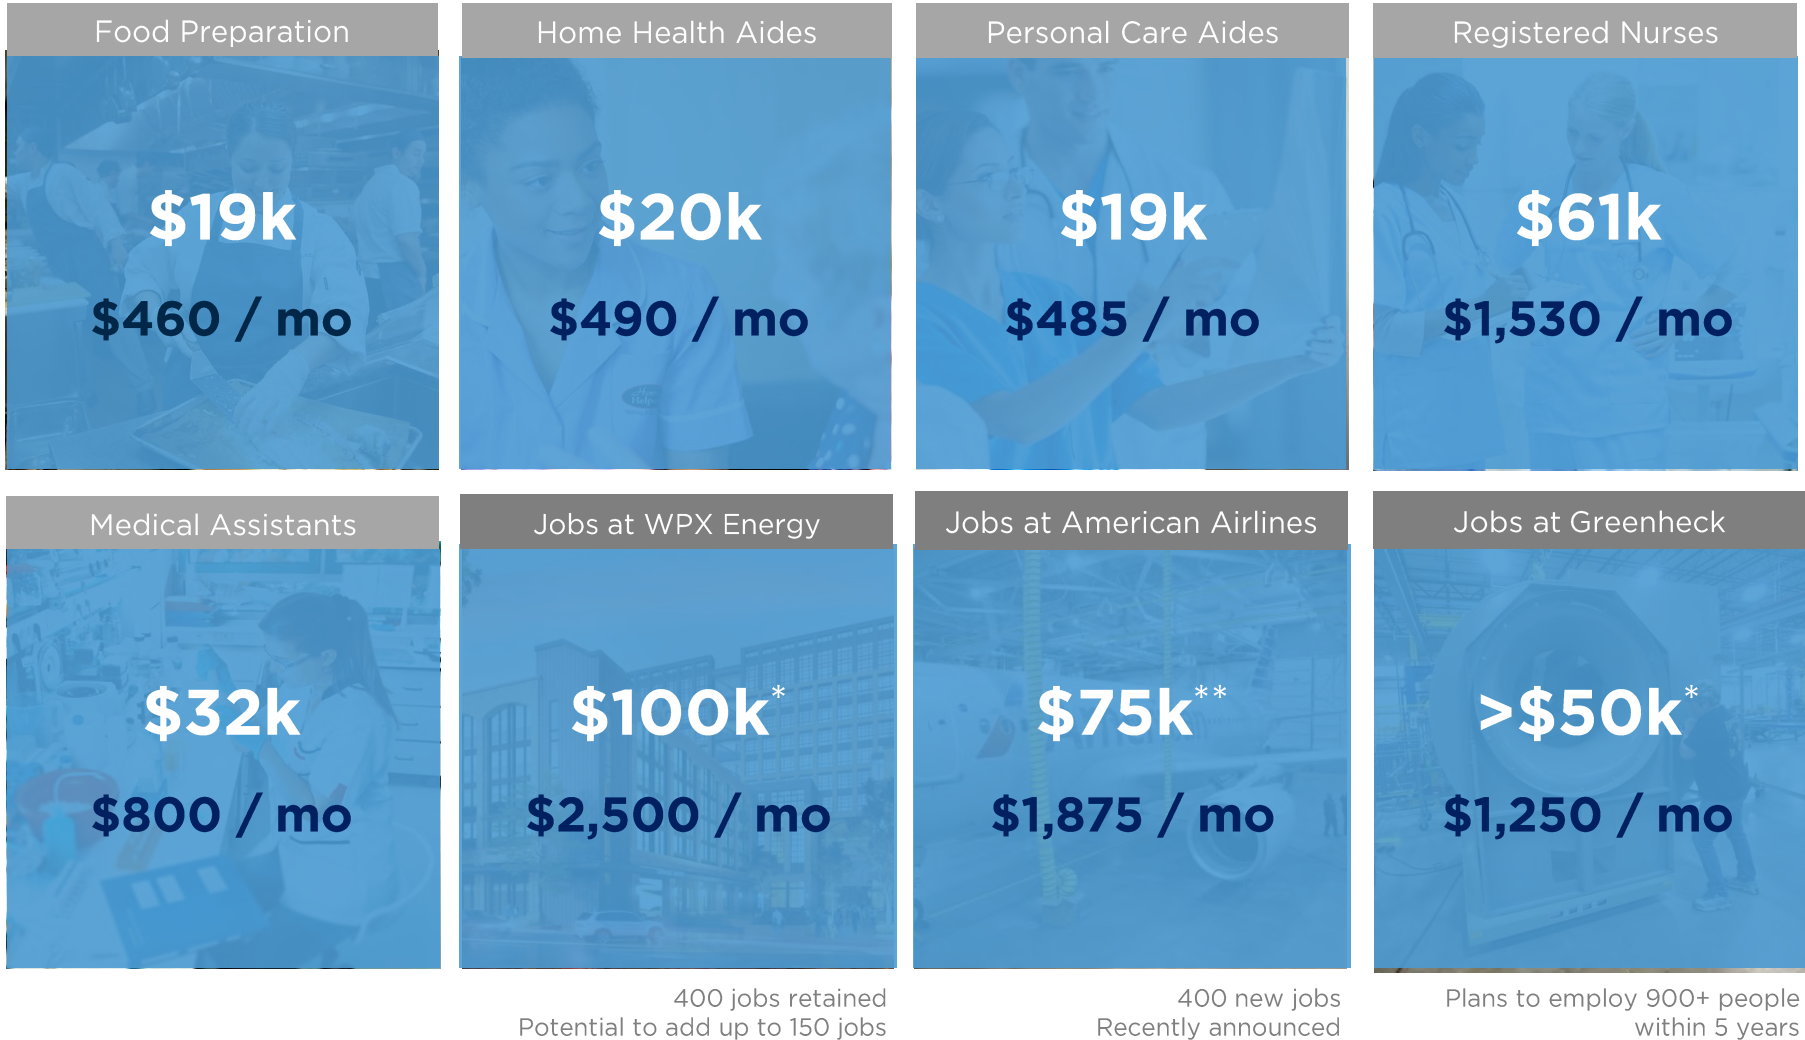 Food Preparation
$19k
$460 / mo
Home Health Aides
$20k
$490 / mo
Personal Care Aides
$19k
$485 / mo
Registered Nurses
$61k
$1,530 / mo
Medical Assistants
$32k
$800 / mo
Jobs at WPX Energy
$100k*
$2,500 / mo
400 jobs retained
Potential to add up to 150 jobs
Jobs at American Airlines
$75k**
$1,875 / mo
400 new jobs
Recently announced
Jobs at Greenheck
>$50k*
$1,250 / mo
Plans to employ 900+ people
within 5 years